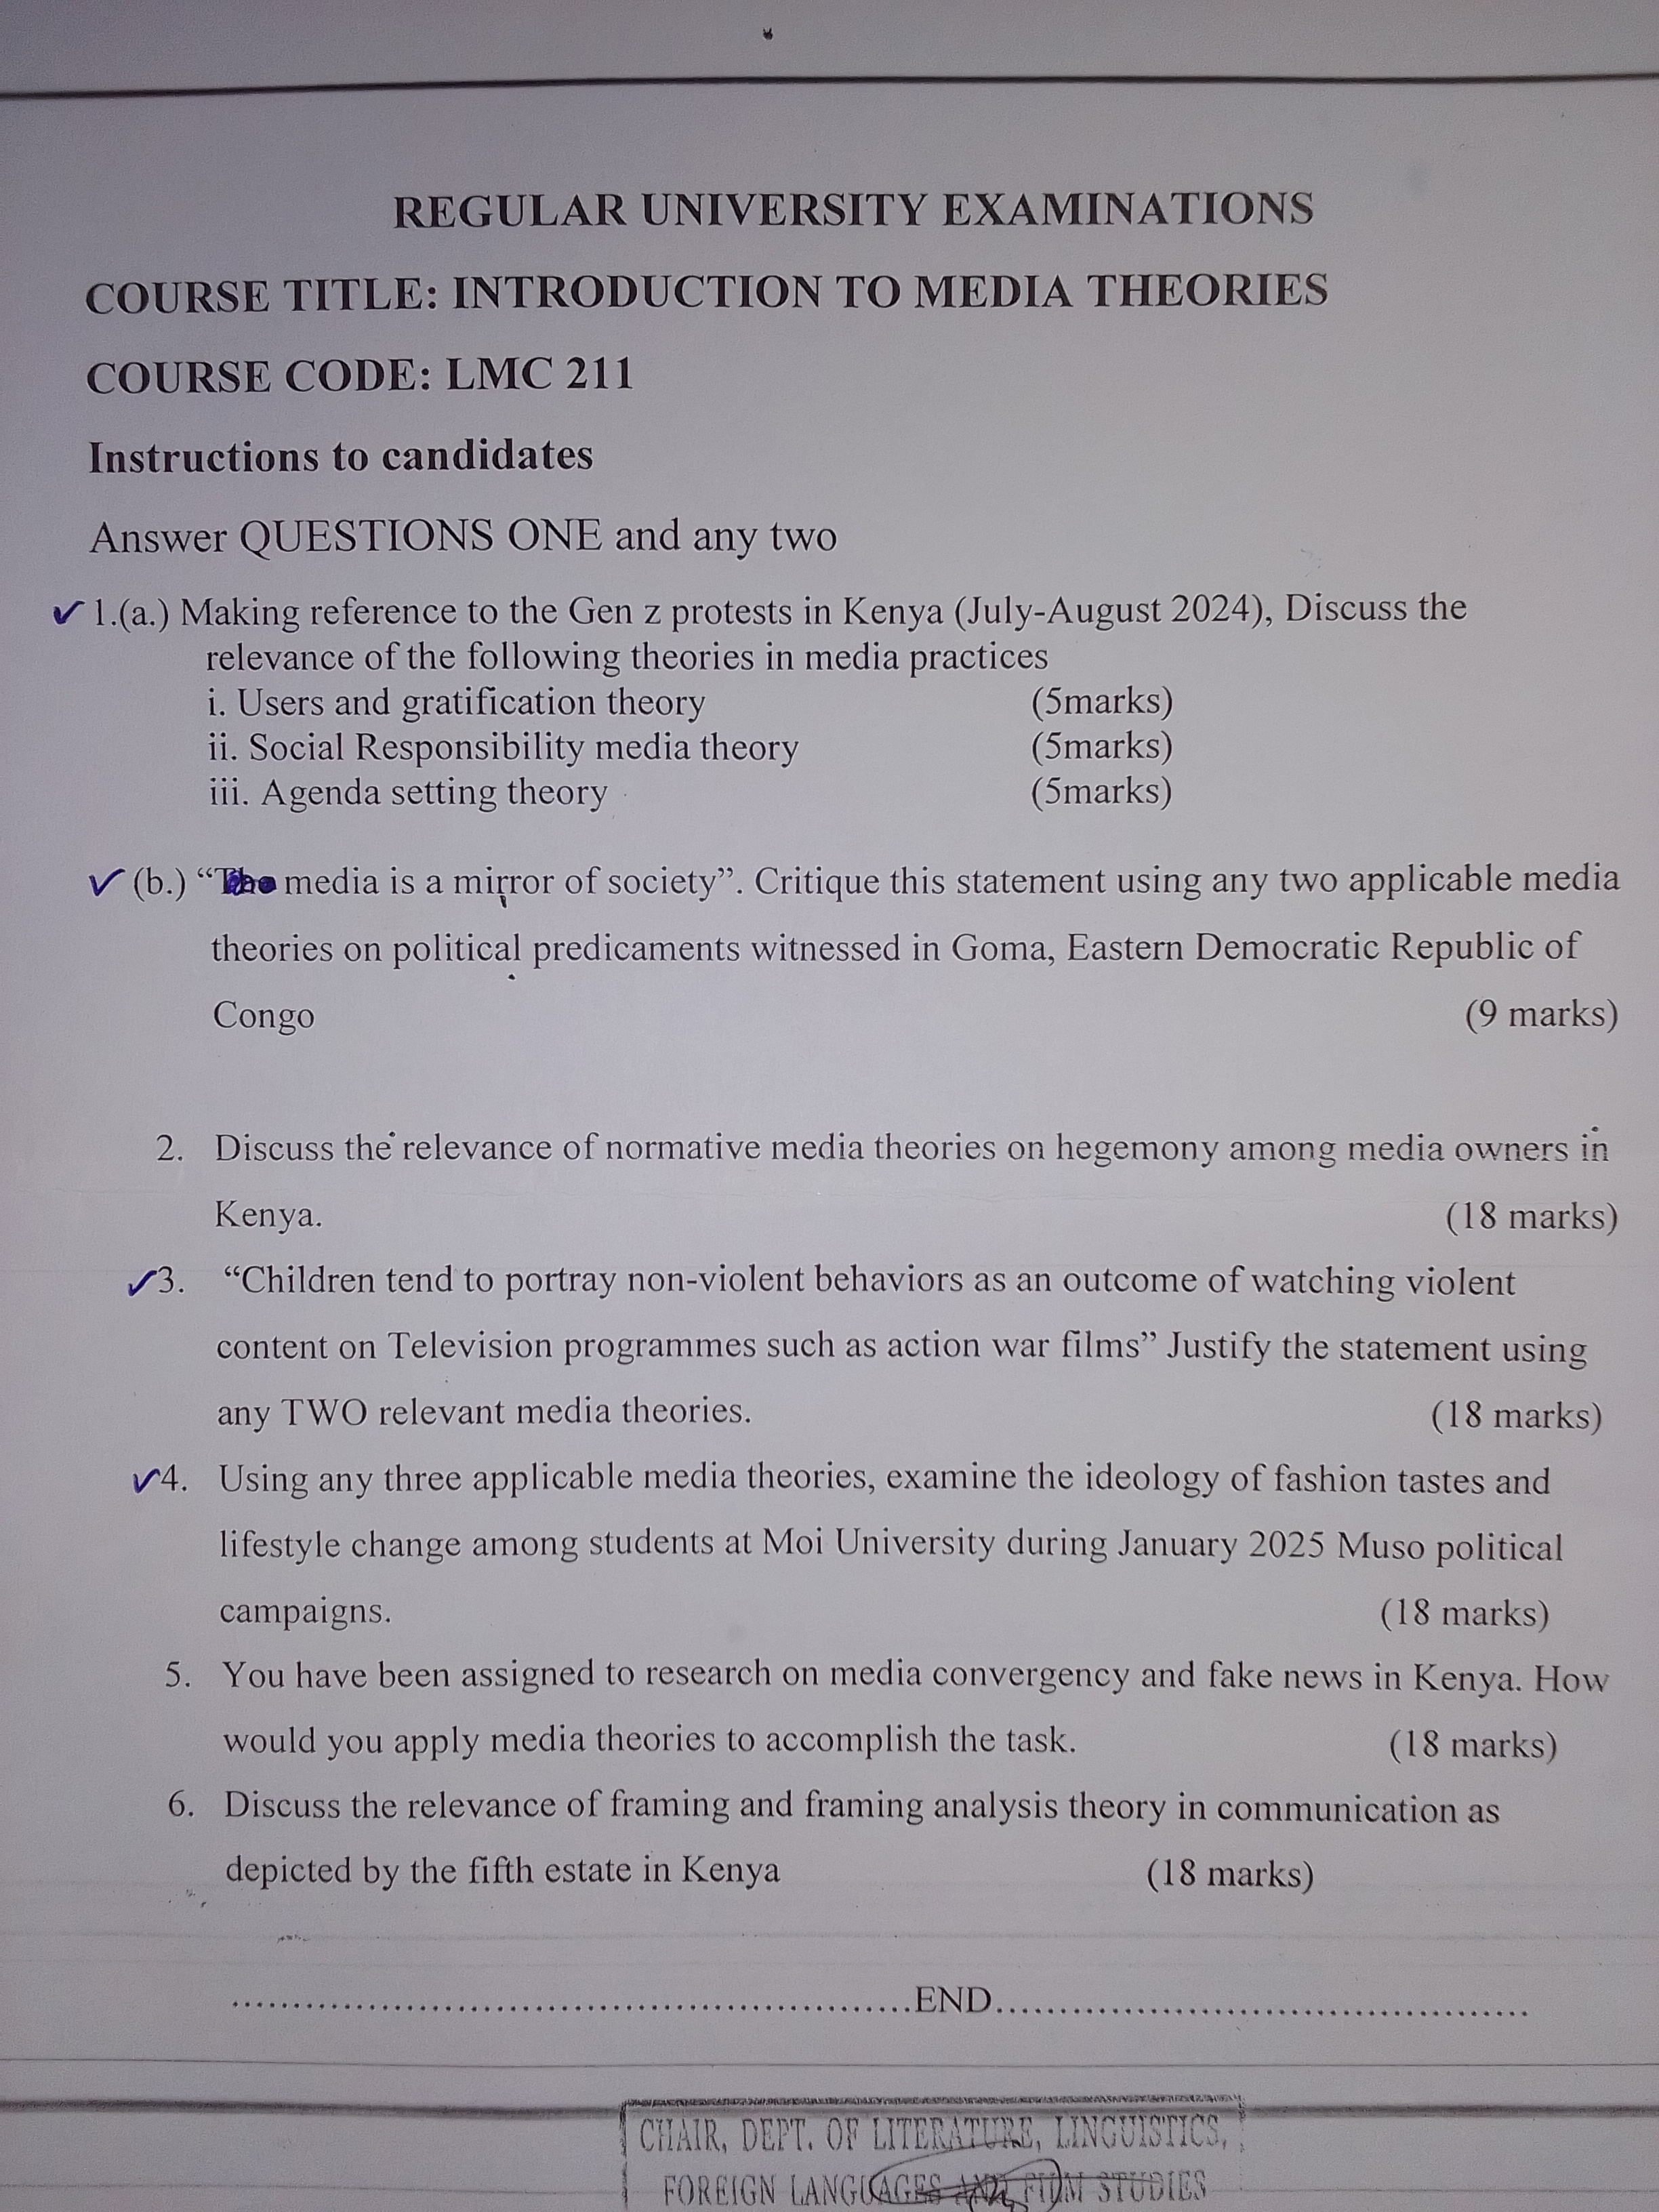 REGULAR UNIVERSITY EXAMINATIONS
COURSE TITLE: INTRODUCTION TO MEDIA THEORIES
COURSE CODE: LMC 211
Instructions to candidates
Answer QUESTIONS ONE and any two
1.(a.) Making reference to the Gen z protests in Kenya (July-August 2024), Discuss the
relevance of the following theories in media practices
i. Users and gratification theory (5marks)
ii. Social Responsibility media theory (5marks)
iii. Agenda setting theory (5marks)
(b.) “The media is a mirror of society”. Critique this statement using any two applicable media
theories on political predicaments witnessed in Goma, Eastern Democratic Republic of
Congo (9 marks)
2. Discuss the relevance of normative media theories on hegemony among media owners in
Kenya. (18 marks)
3. “Children tend to portray non-violent behaviors as an outcome of watching violent
content on Television programmes such as action war films” Justify the statement using
any TWO relevant media theories. (18 marks)
4. Using any three applicable media theories, examine the ideology of fashion tastes and
lifestyle change among students at Moi University during January 2025 Muso political
campaigns. (18 marks)
5. You have been assigned to research on media convergency and fake news in Kenya. How
would you apply media theories to accomplish the task. (18 marks)
6. Discuss the relevance of framing and framing analysis theory in communication as
depicted by the fifth estate in Kenya (18 marks)
....................................................END..........................................
CHAIR, DEPT. OF LITERATURE, LINGUISTICS,
FOREIGN LANGUAGES AND FILM STUDIES